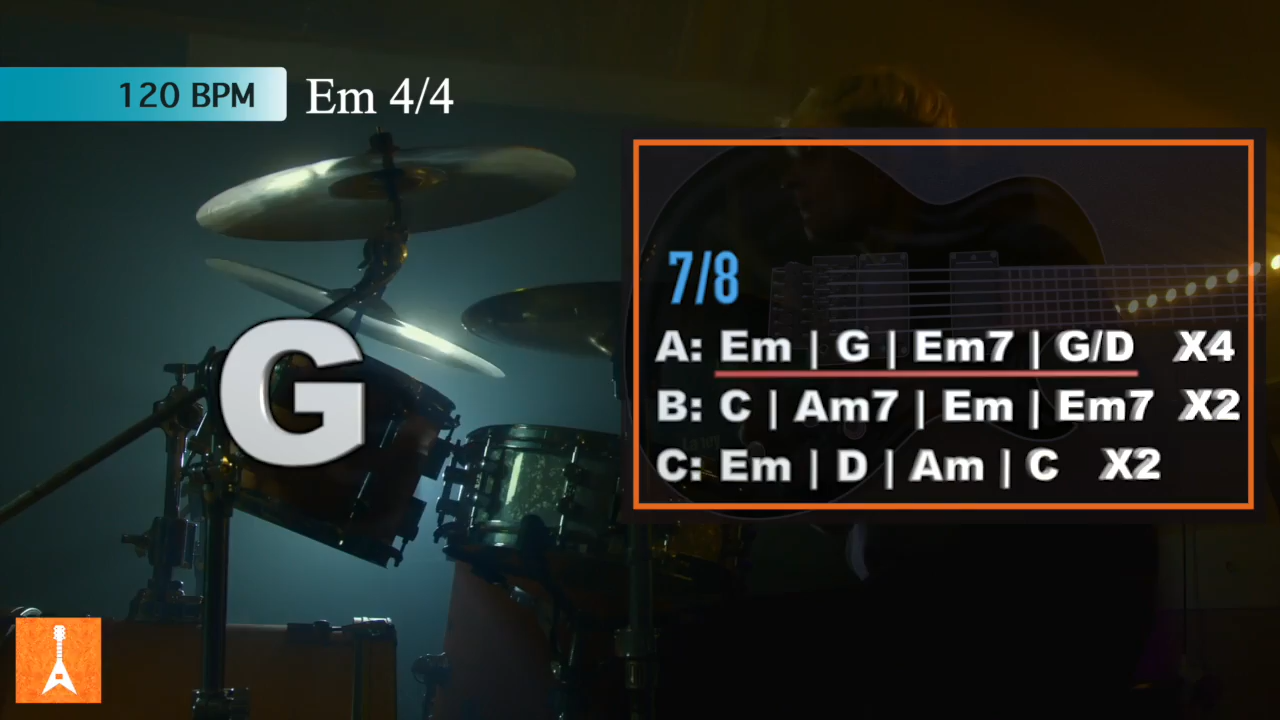 120 BPM Em 4/4
7/8
G
A: Em | G | Em7 | G/D X4
B: C | Am7 | Em | Em7 X2
C: Em | D | Am | C X2